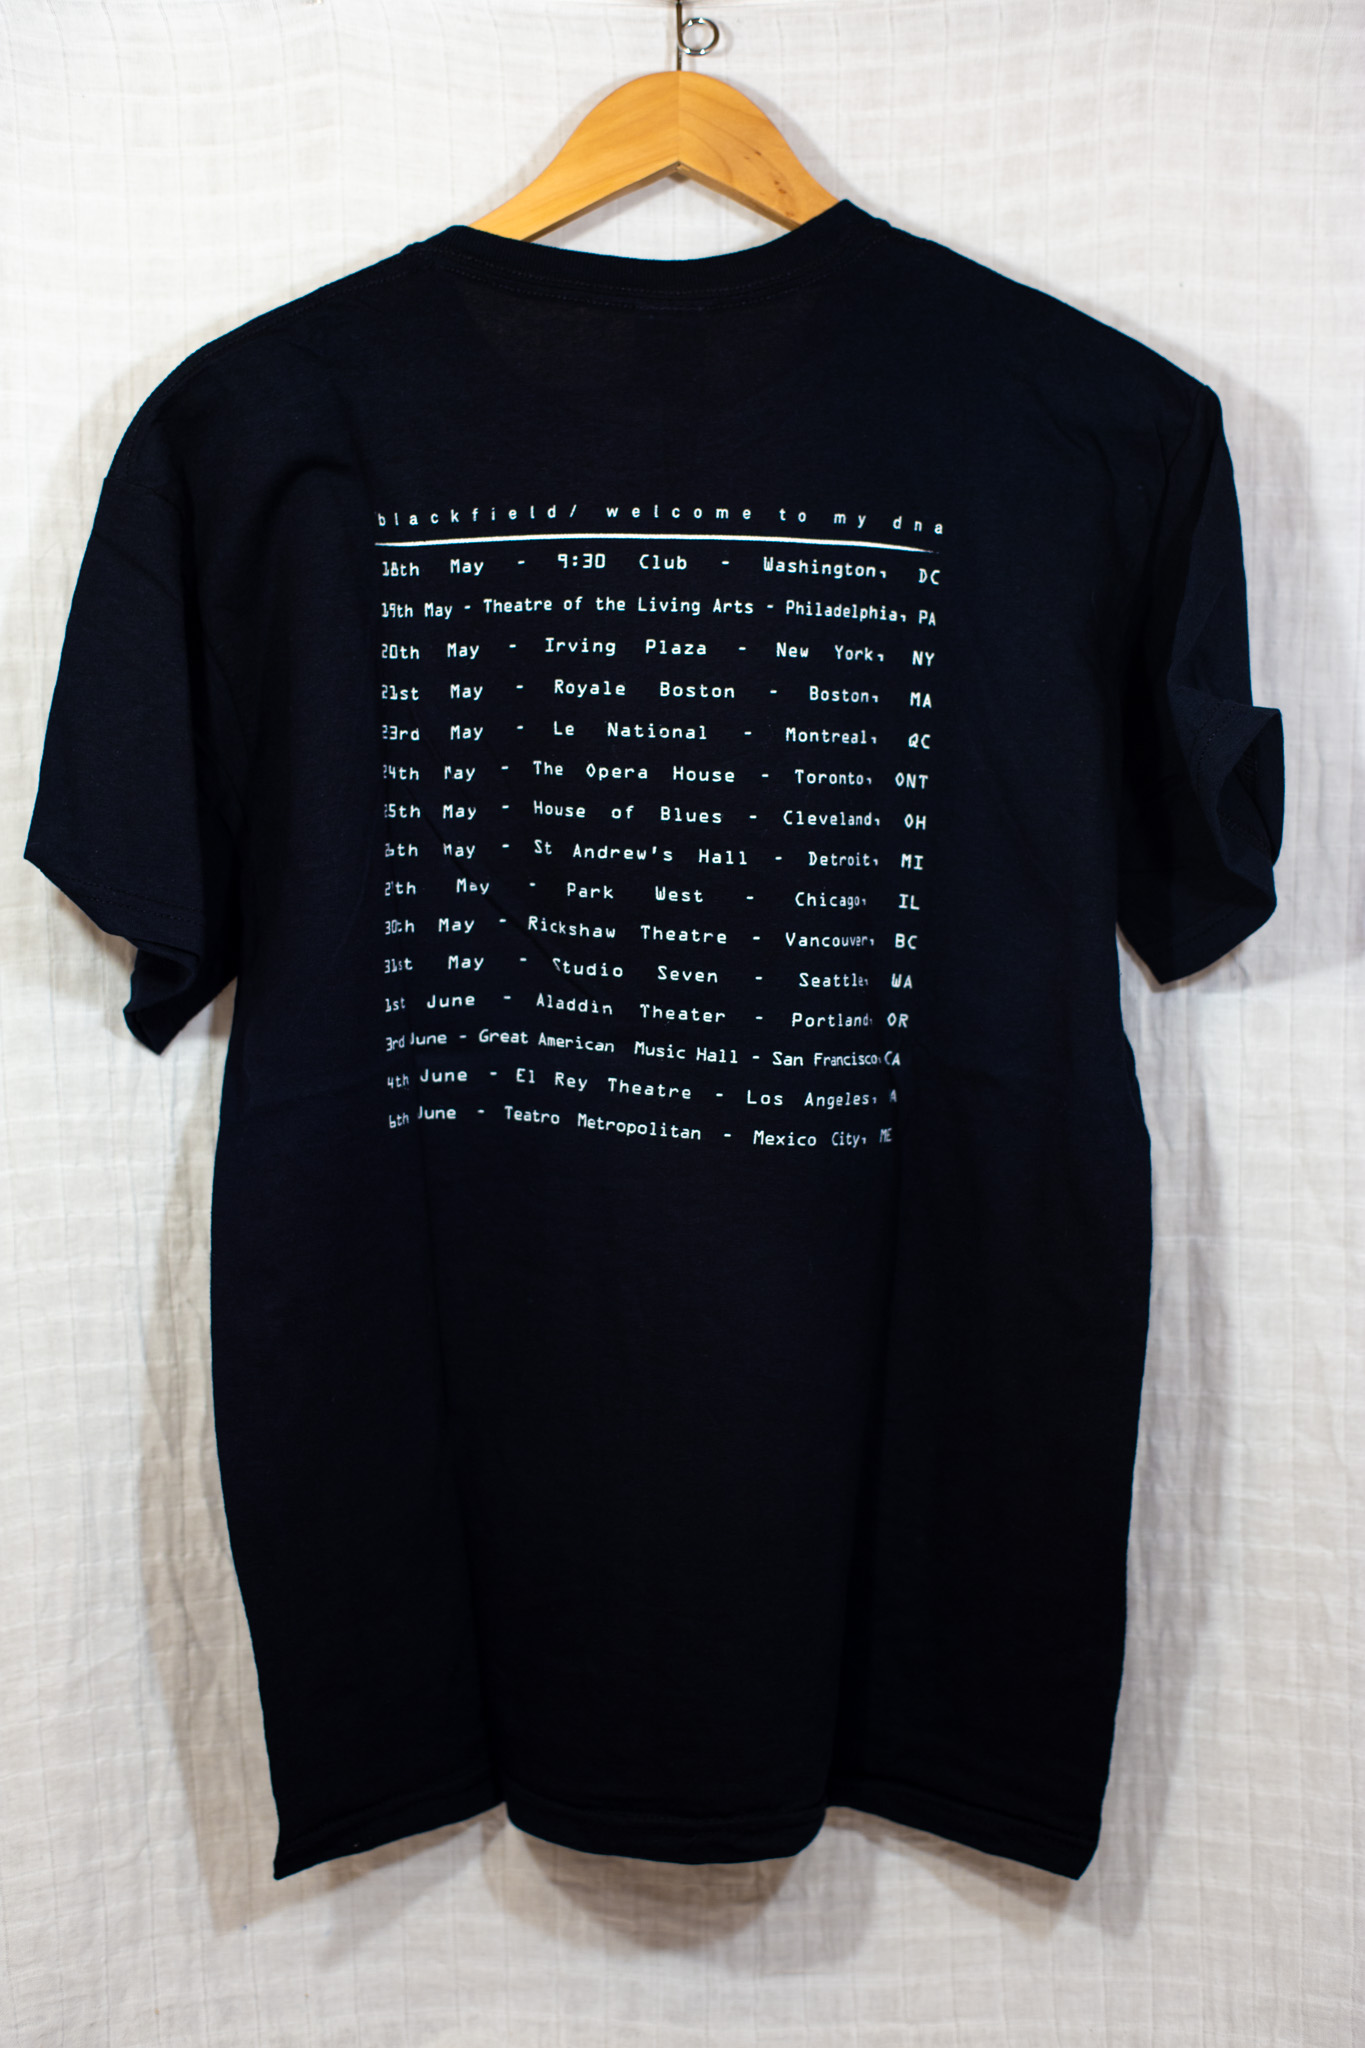 blackfield/ welcome to my dna
18th May - 9:30 Club - Washington, DC
19th May - Theatre of the Living Arts - Philadelphia, PA
20th May - Irving Plaza - New York, NY
21st May - Royale Boston - Boston, MA
23rd May - Le National - Montreal, QC
24th May - The Opera House - Toronto, ONT
25th May - House of Blues - Cleveland, OH
26th May - St Andrew's Hall - Detroit, MI
27th May - Park West - Chicago, IL
30th May - Rickshaw Theatre - Vancouver, BC
31st May - Studio Seven - Seattle, WA
1st June - Aladdin Theater - Portland, OR
3rd June - Great American Music Hall - San Francisco, CA
4th June - El Rey Theatre - Los Angeles,
6th June - Teatro Metropolitan - Mexico City,